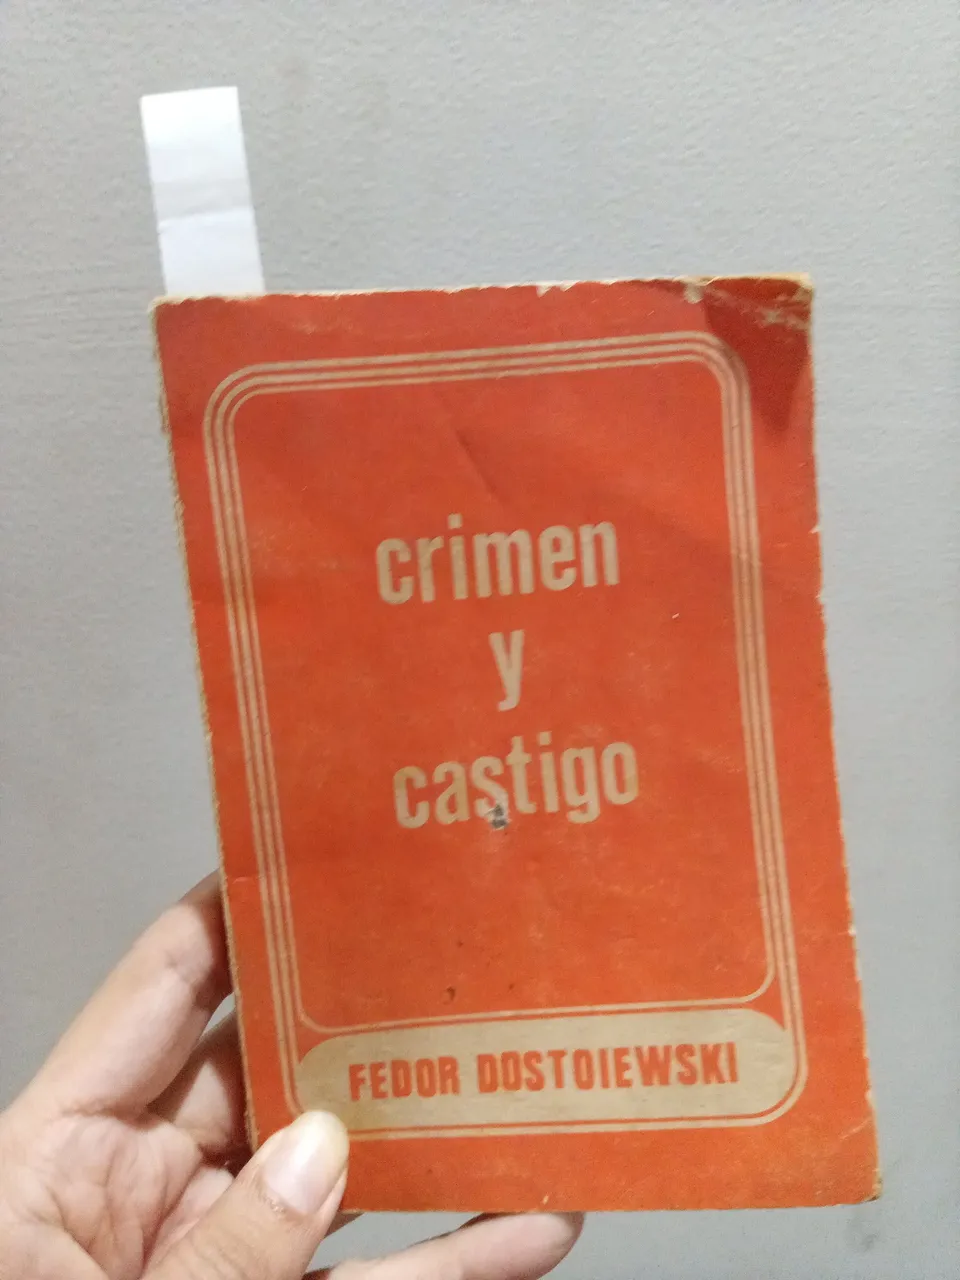 crimen
y
castigo
FEDOR DOSTOIEWSKI